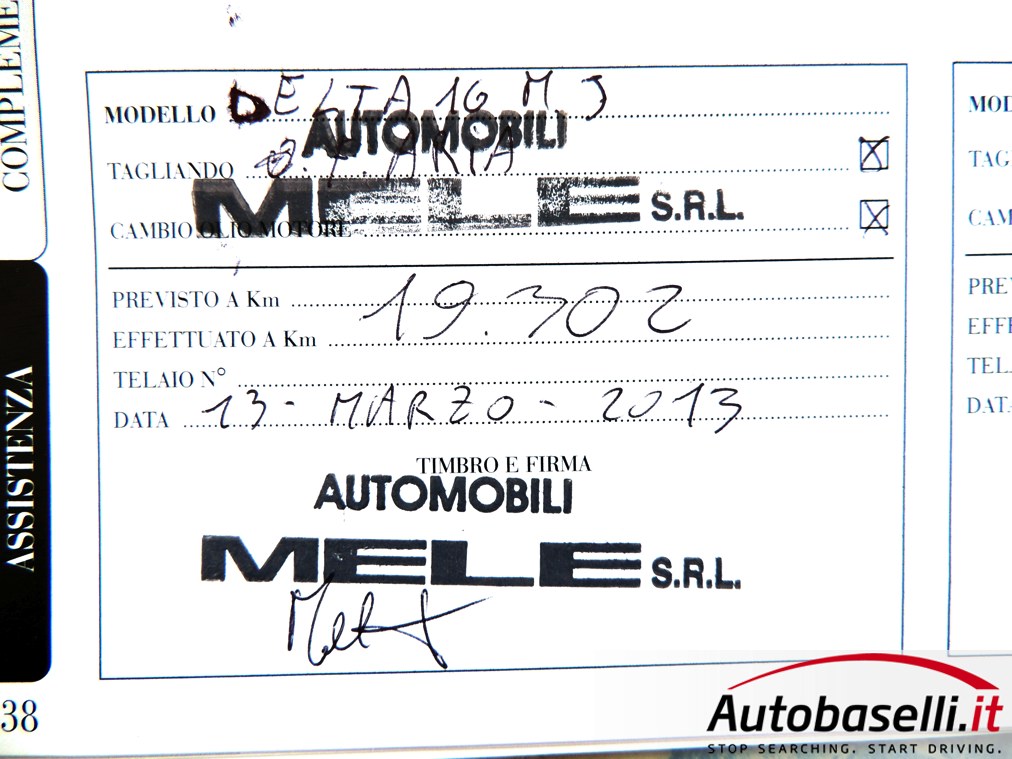 COMPLEME
ASSISTENZA
38
MODELLO DELTA 16 M J
AUTOMOBILI
TAGLIANDO
MELE S.R.L.
CAMBIO OLIO MOTORE
PREVISTO A Km
19.302
EFFETTUATO A Km
TELAIO N°
DATA 13 - MARZO - 2013
TIMBRO E FIRMA
AUTOMOBILI
MELE S.R.L.
MOD
TAG
CAM
PRE
EFF
TEL
DAT
Autobaselli.it
STOP SEARCHING. START DRIVING.